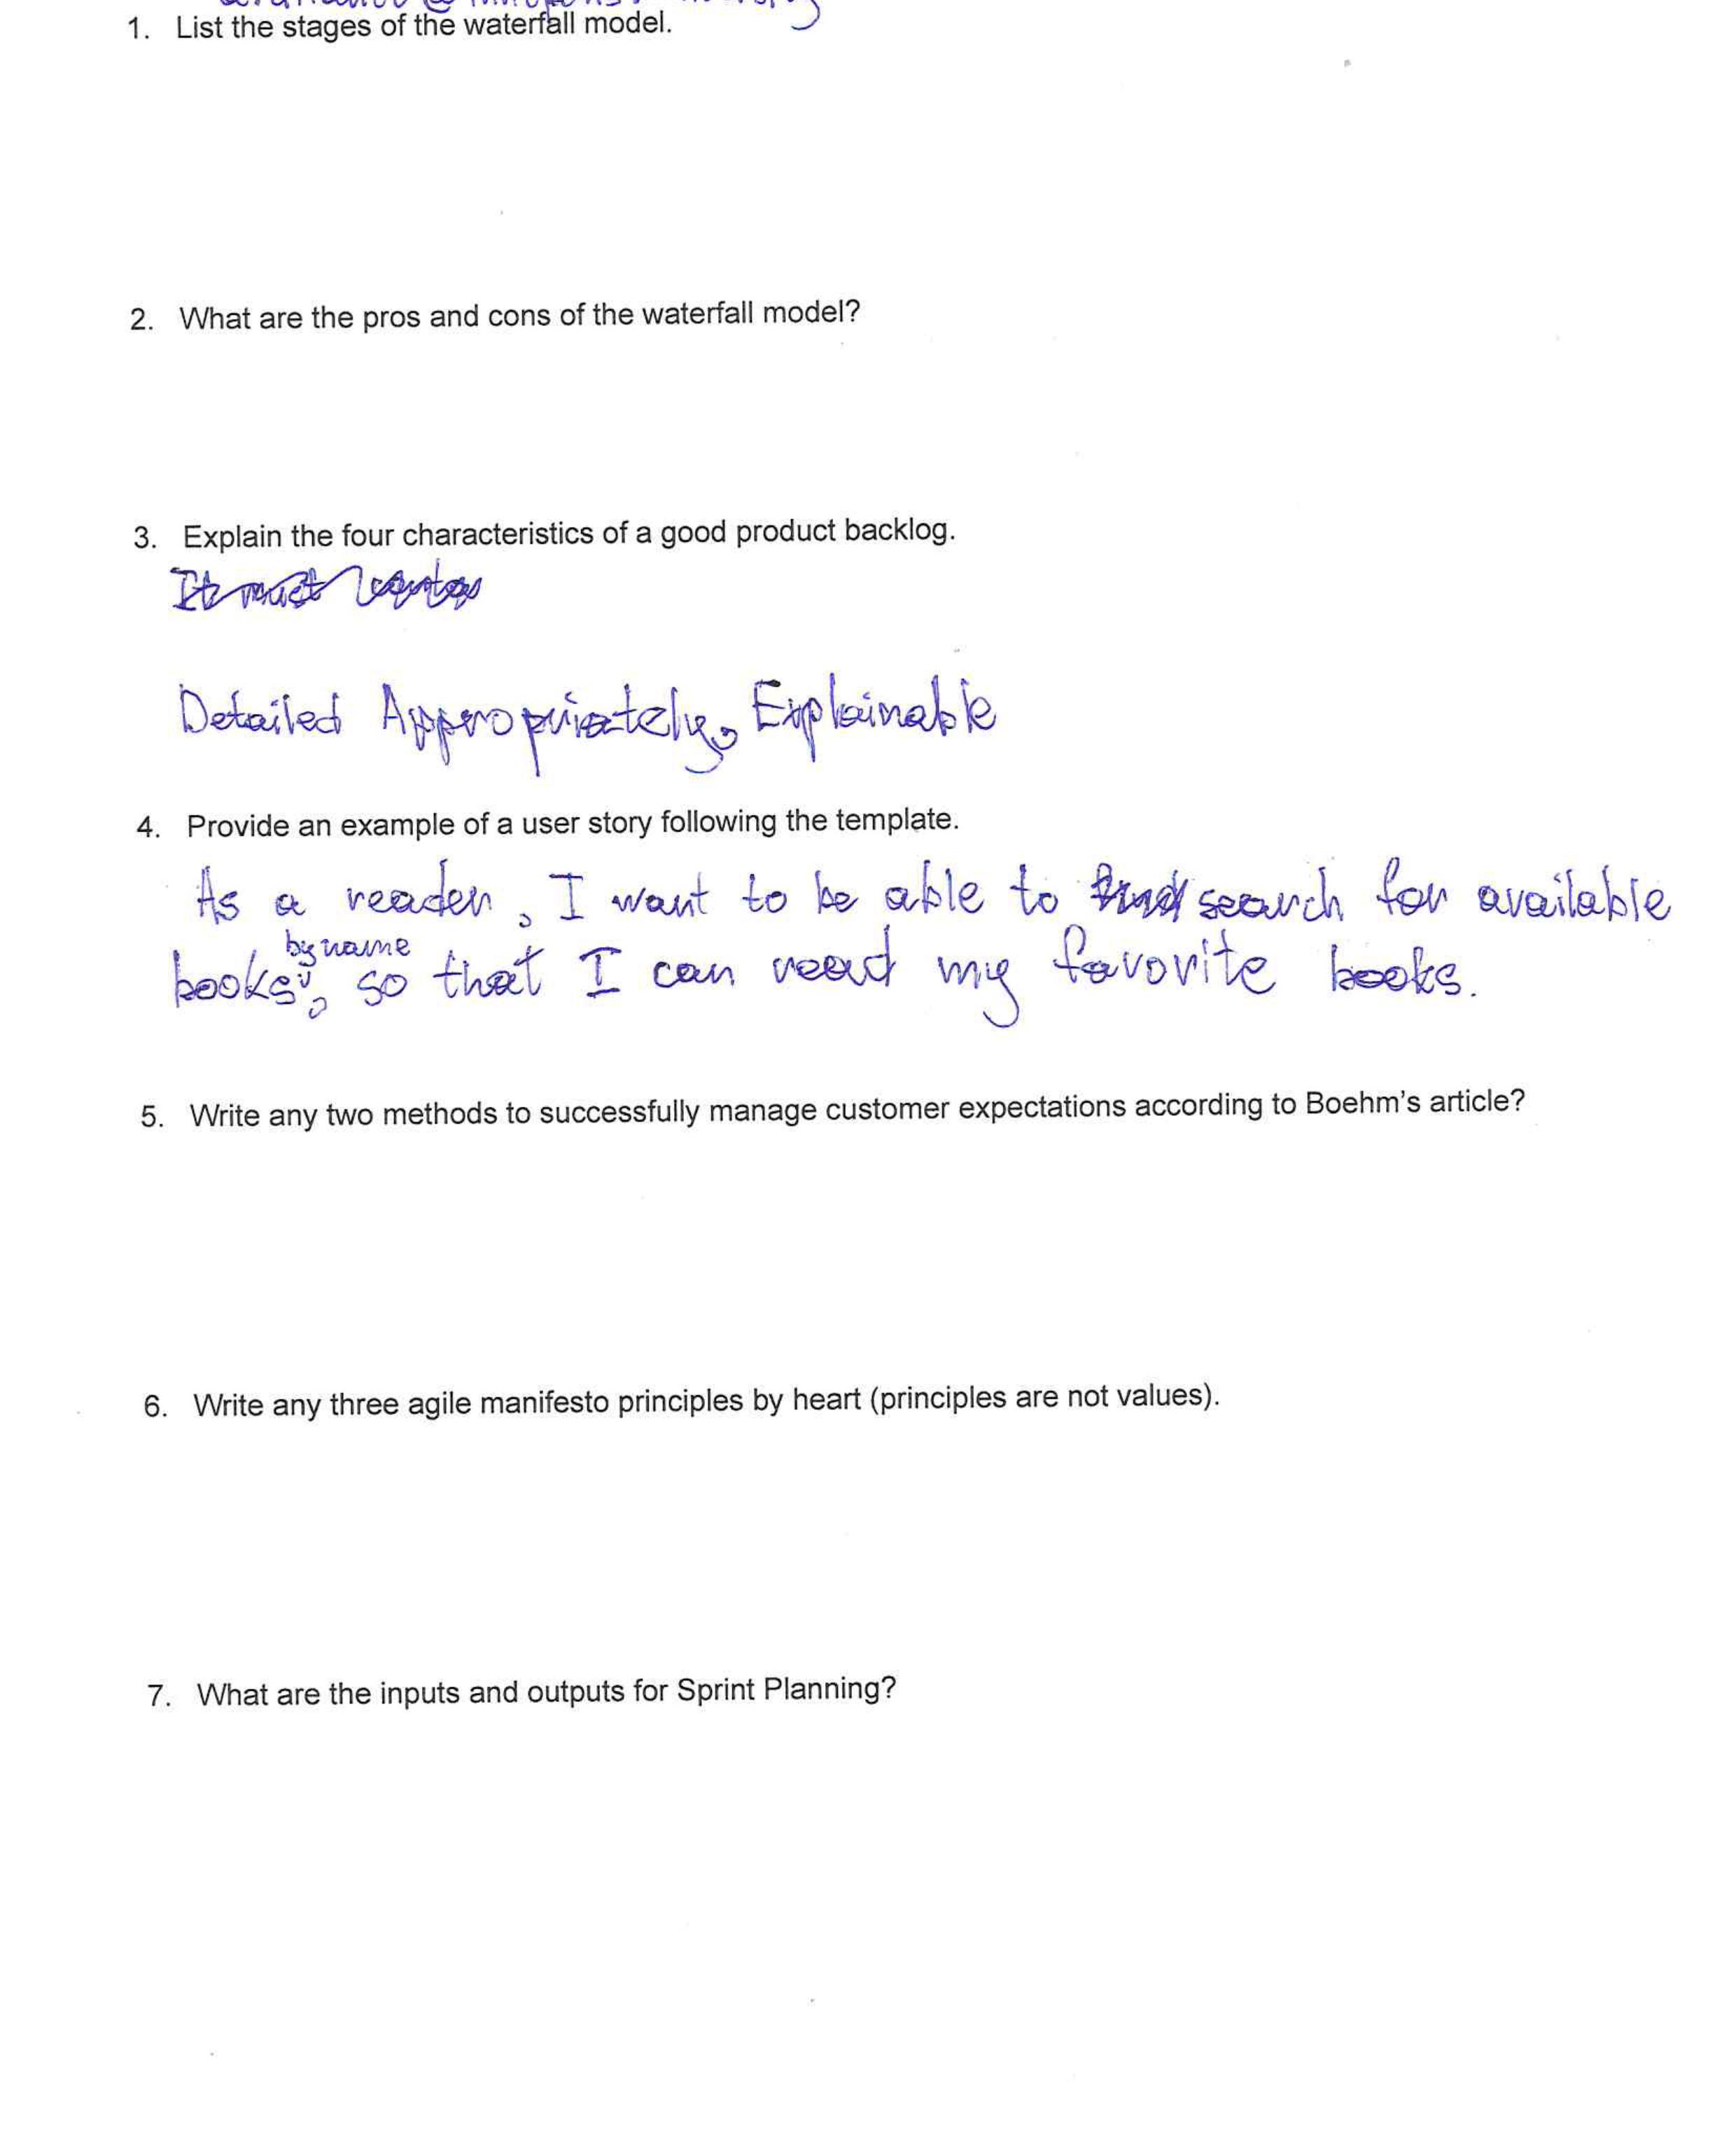 1. List the stages of the waterfall model.
2. What are the pros and cons of the waterfall model?
3. Explain the four characteristics of a good product backlog.
It must
Detailed Appropriately, Explainable
4. Provide an example of a user story following the template.
As a reader, I want to be able to find search for available
by name
books, so that I can read my favorite books.
5. Write any two methods to successfully manage customer expectations according to Boehm's article?
6. Write any three agile manifesto principles by heart (principles are not values).
7. What are the inputs and outputs for Sprint Planning?